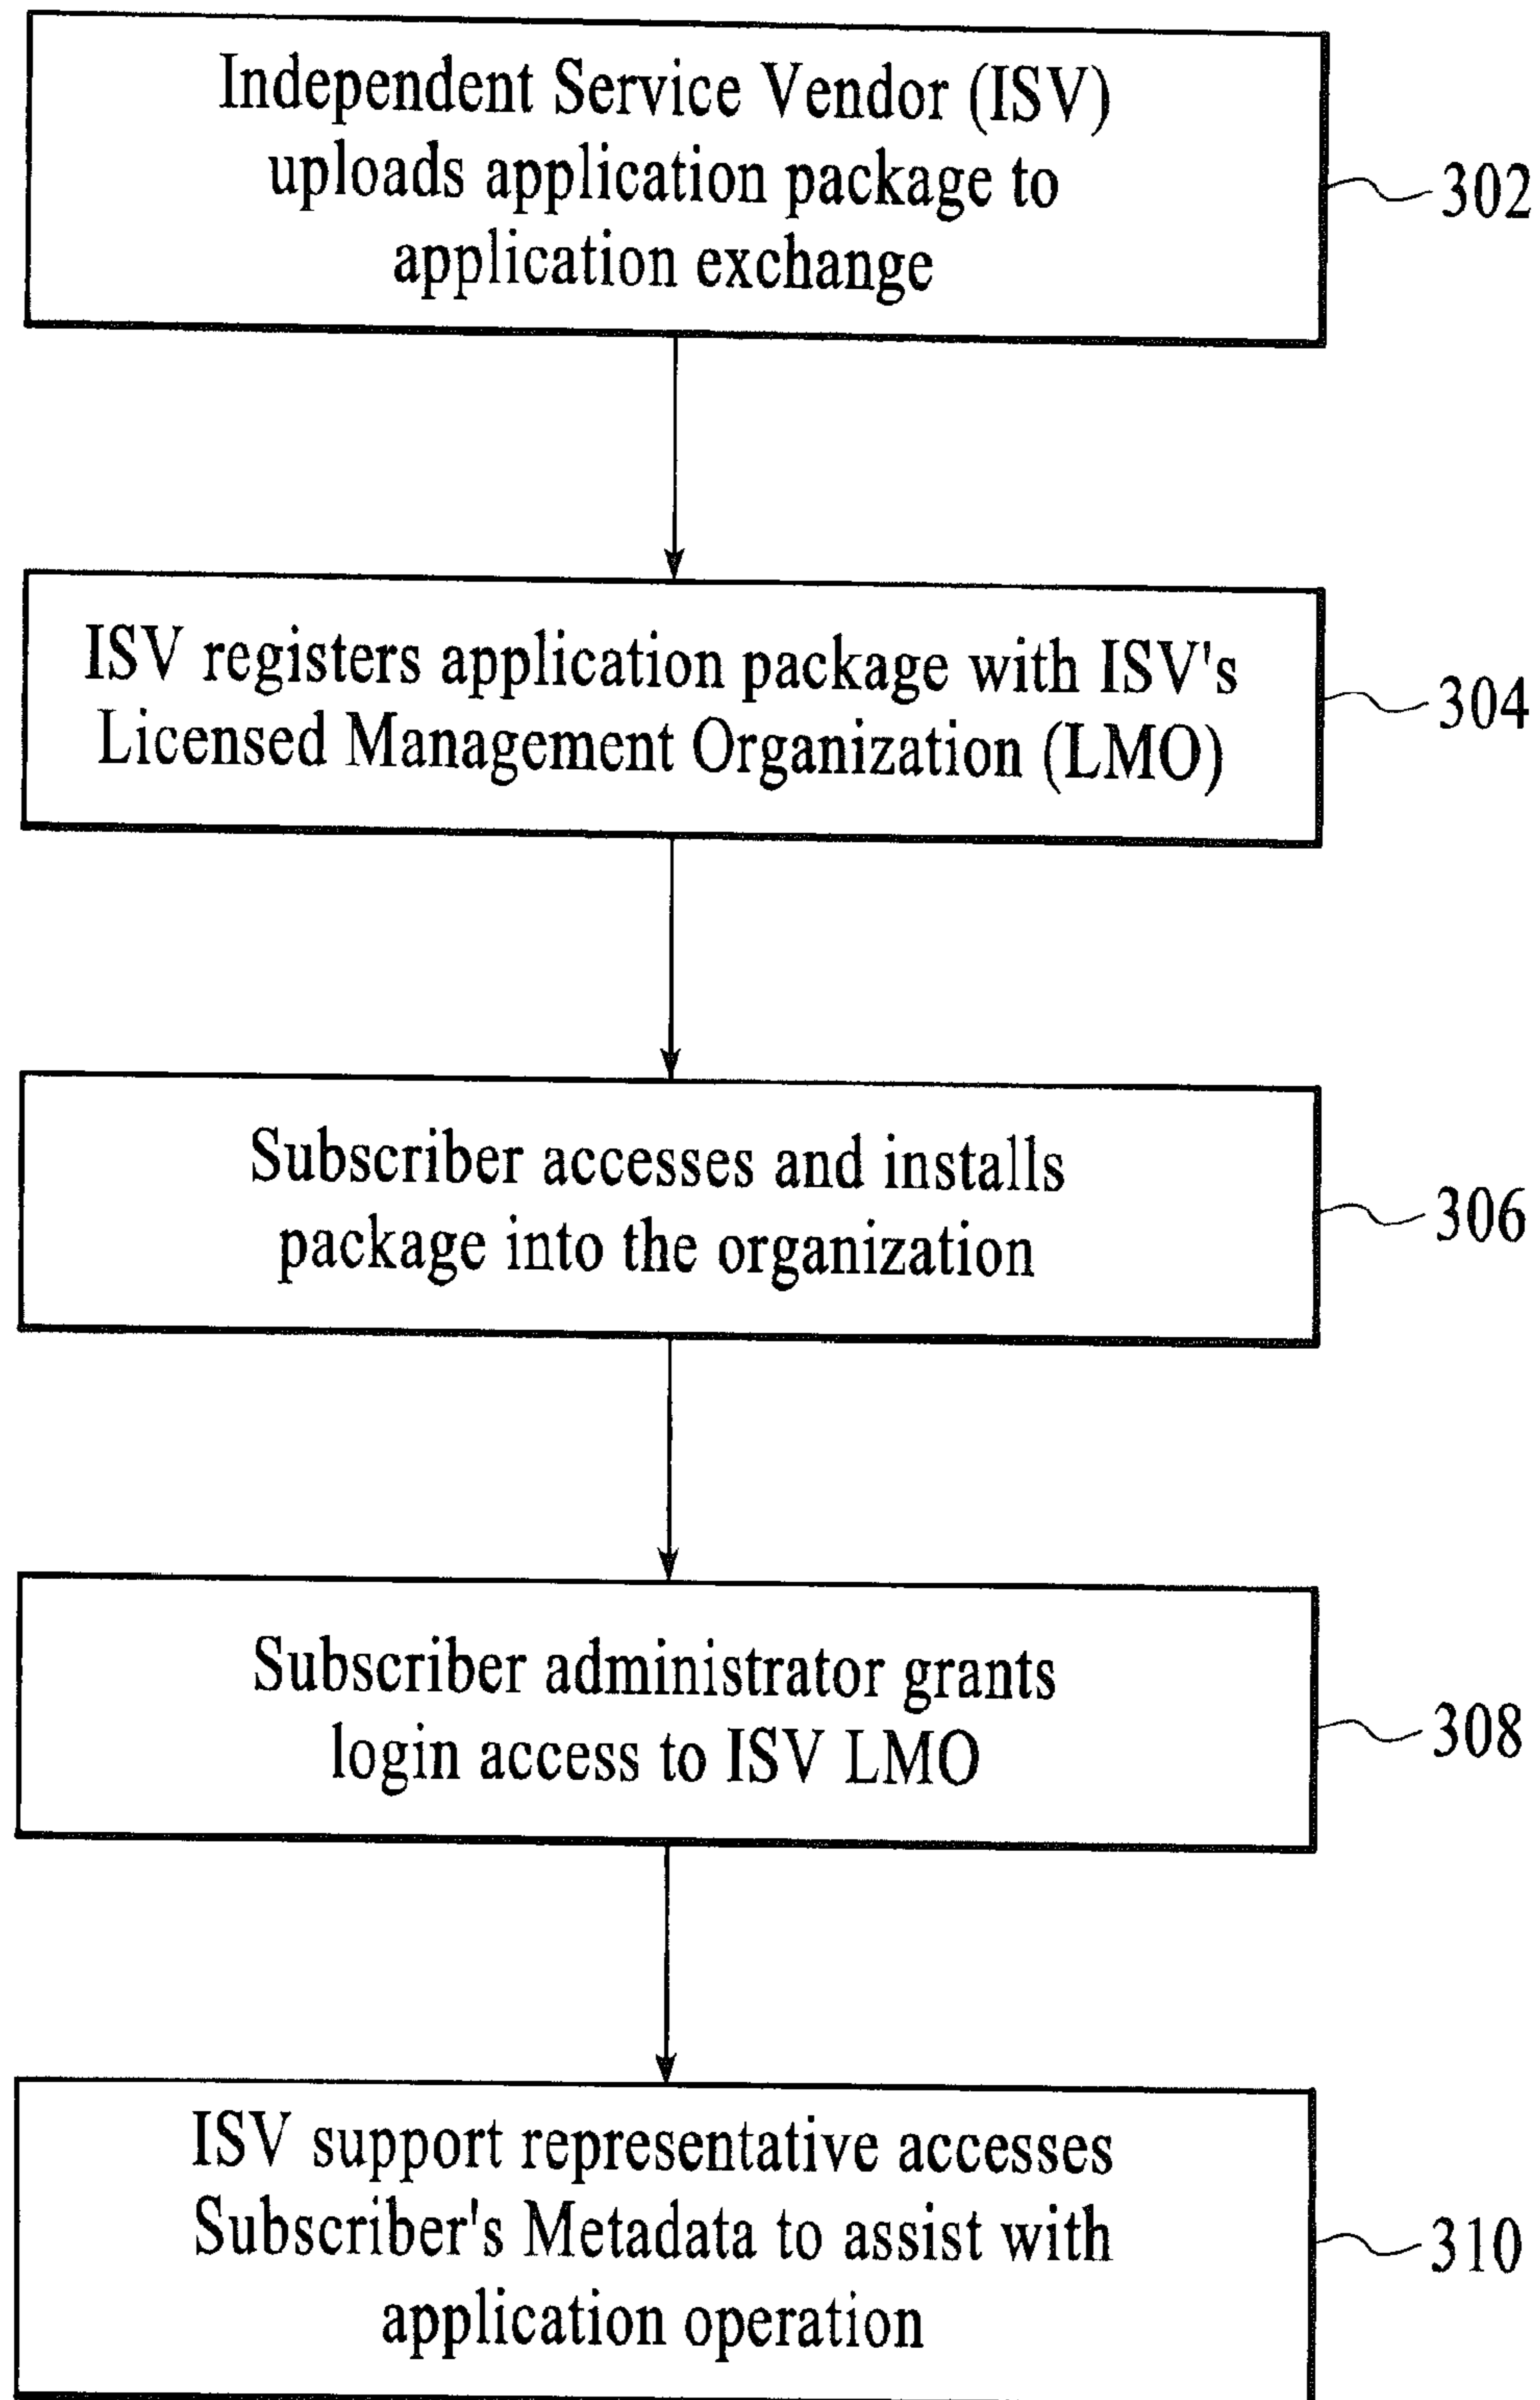 Independent Service Vendor (ISV)
uploads application package to
application exchange
302
ISV registers application package with ISV's
Licensed Management Organization (LMO)
304
Subscriber accesses and installs
package into the organization
306
Subscriber administrator grants
login access to ISV LMO
308
ISV support representative accesses
Subscriber's Metadata to assist with
application operation
310